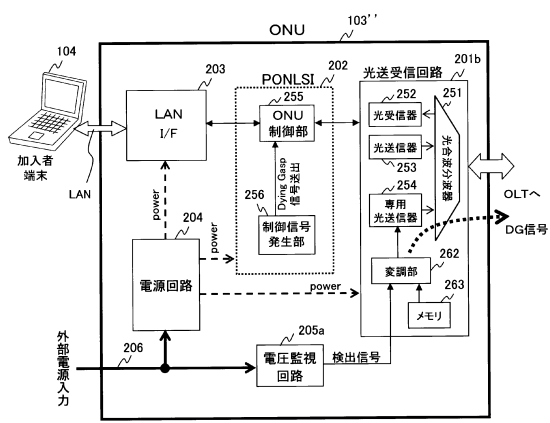 ONU
103''
104
加入者
端末
LAN
203
LAN
I/F
PONLSI
202
255
ONU
制御部
Dying Gasp
信号送出
256
制御信号
発生部
光送受信回路
201b
252
光受信器
251
光合波分波器
光送信器
253
254
専用
光送信器
OLTへ
DG信号
262
変調部
263
メモリ
power
power
power
204
電源回路
外部
電源入力
206
205a
電圧監視
回路
検出信号